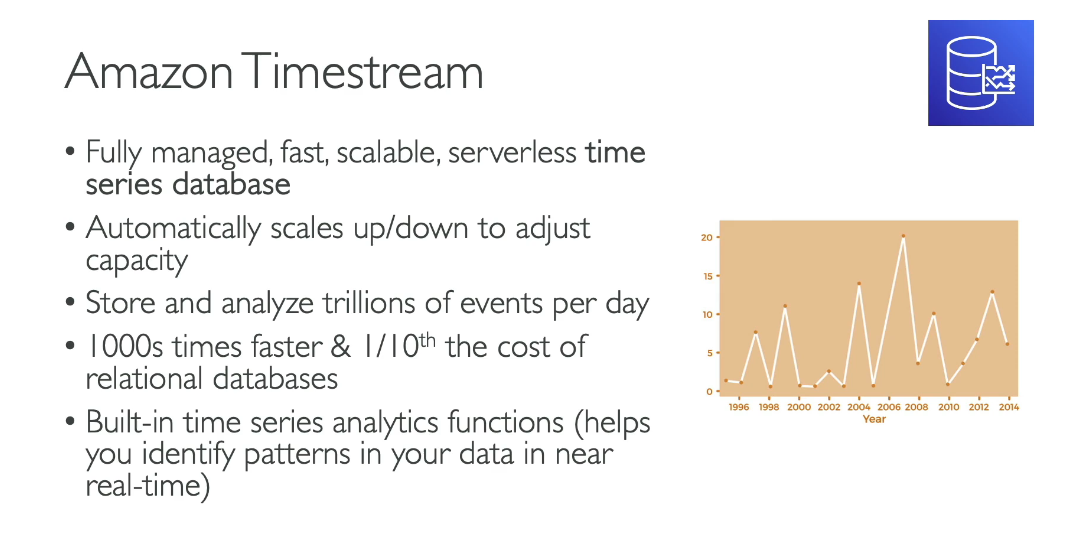 Amazon Timestream
• Fully managed, fast, scalable, serverless time
series database
• Automatically scales up/down to adjust
capacity
• Store and analyze trillions of events per day
• 1000s times faster & 1/10th the cost of
relational databases
• Built-in time series analytics functions (helps
you identify patterns in your data in near
real-time)
20
15
10
5
0
1996 1998 2000 2002 2004 2006 2008 2010 2012 2014
Year